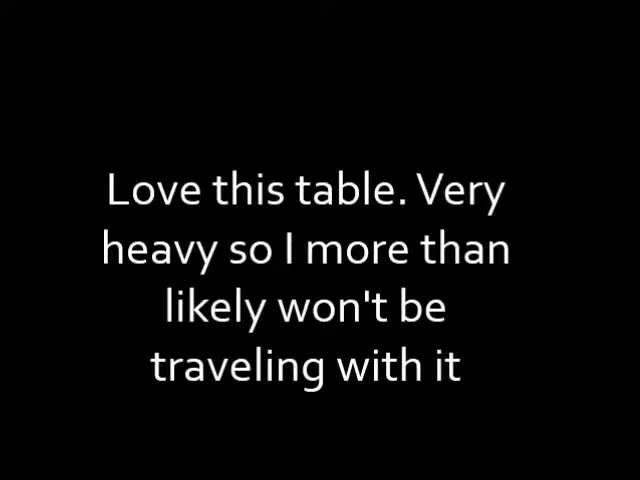 Love this table. Very
heavy so I more than
likely won't be
traveling with it